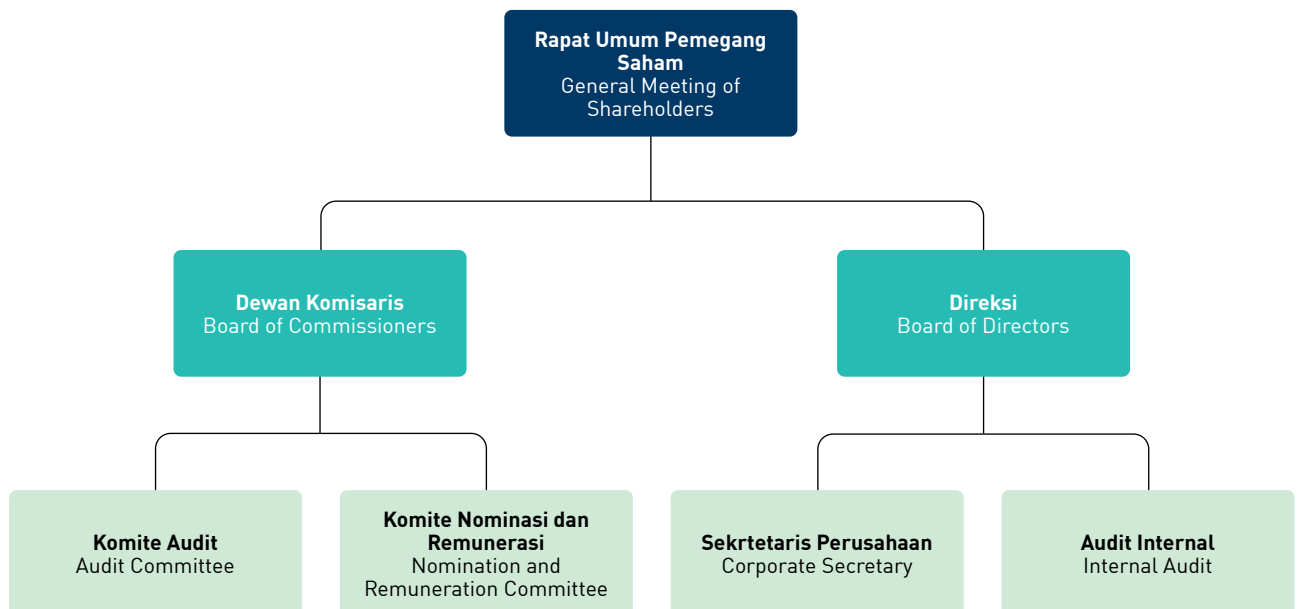 Rapat Umum Pemegang
Saham
General Meeting of
Shareholders
Dewan Komisaris
Board of Commissioners
Direksi
Board of Directors
Komite Audit
Audit Committee
Komite Nominasi dan
Remunerasi
Nomination and
Remuneration Committee
Sekrtetaris Perusahaan
Corporate Secretary
Audit Internal
Internal Audit